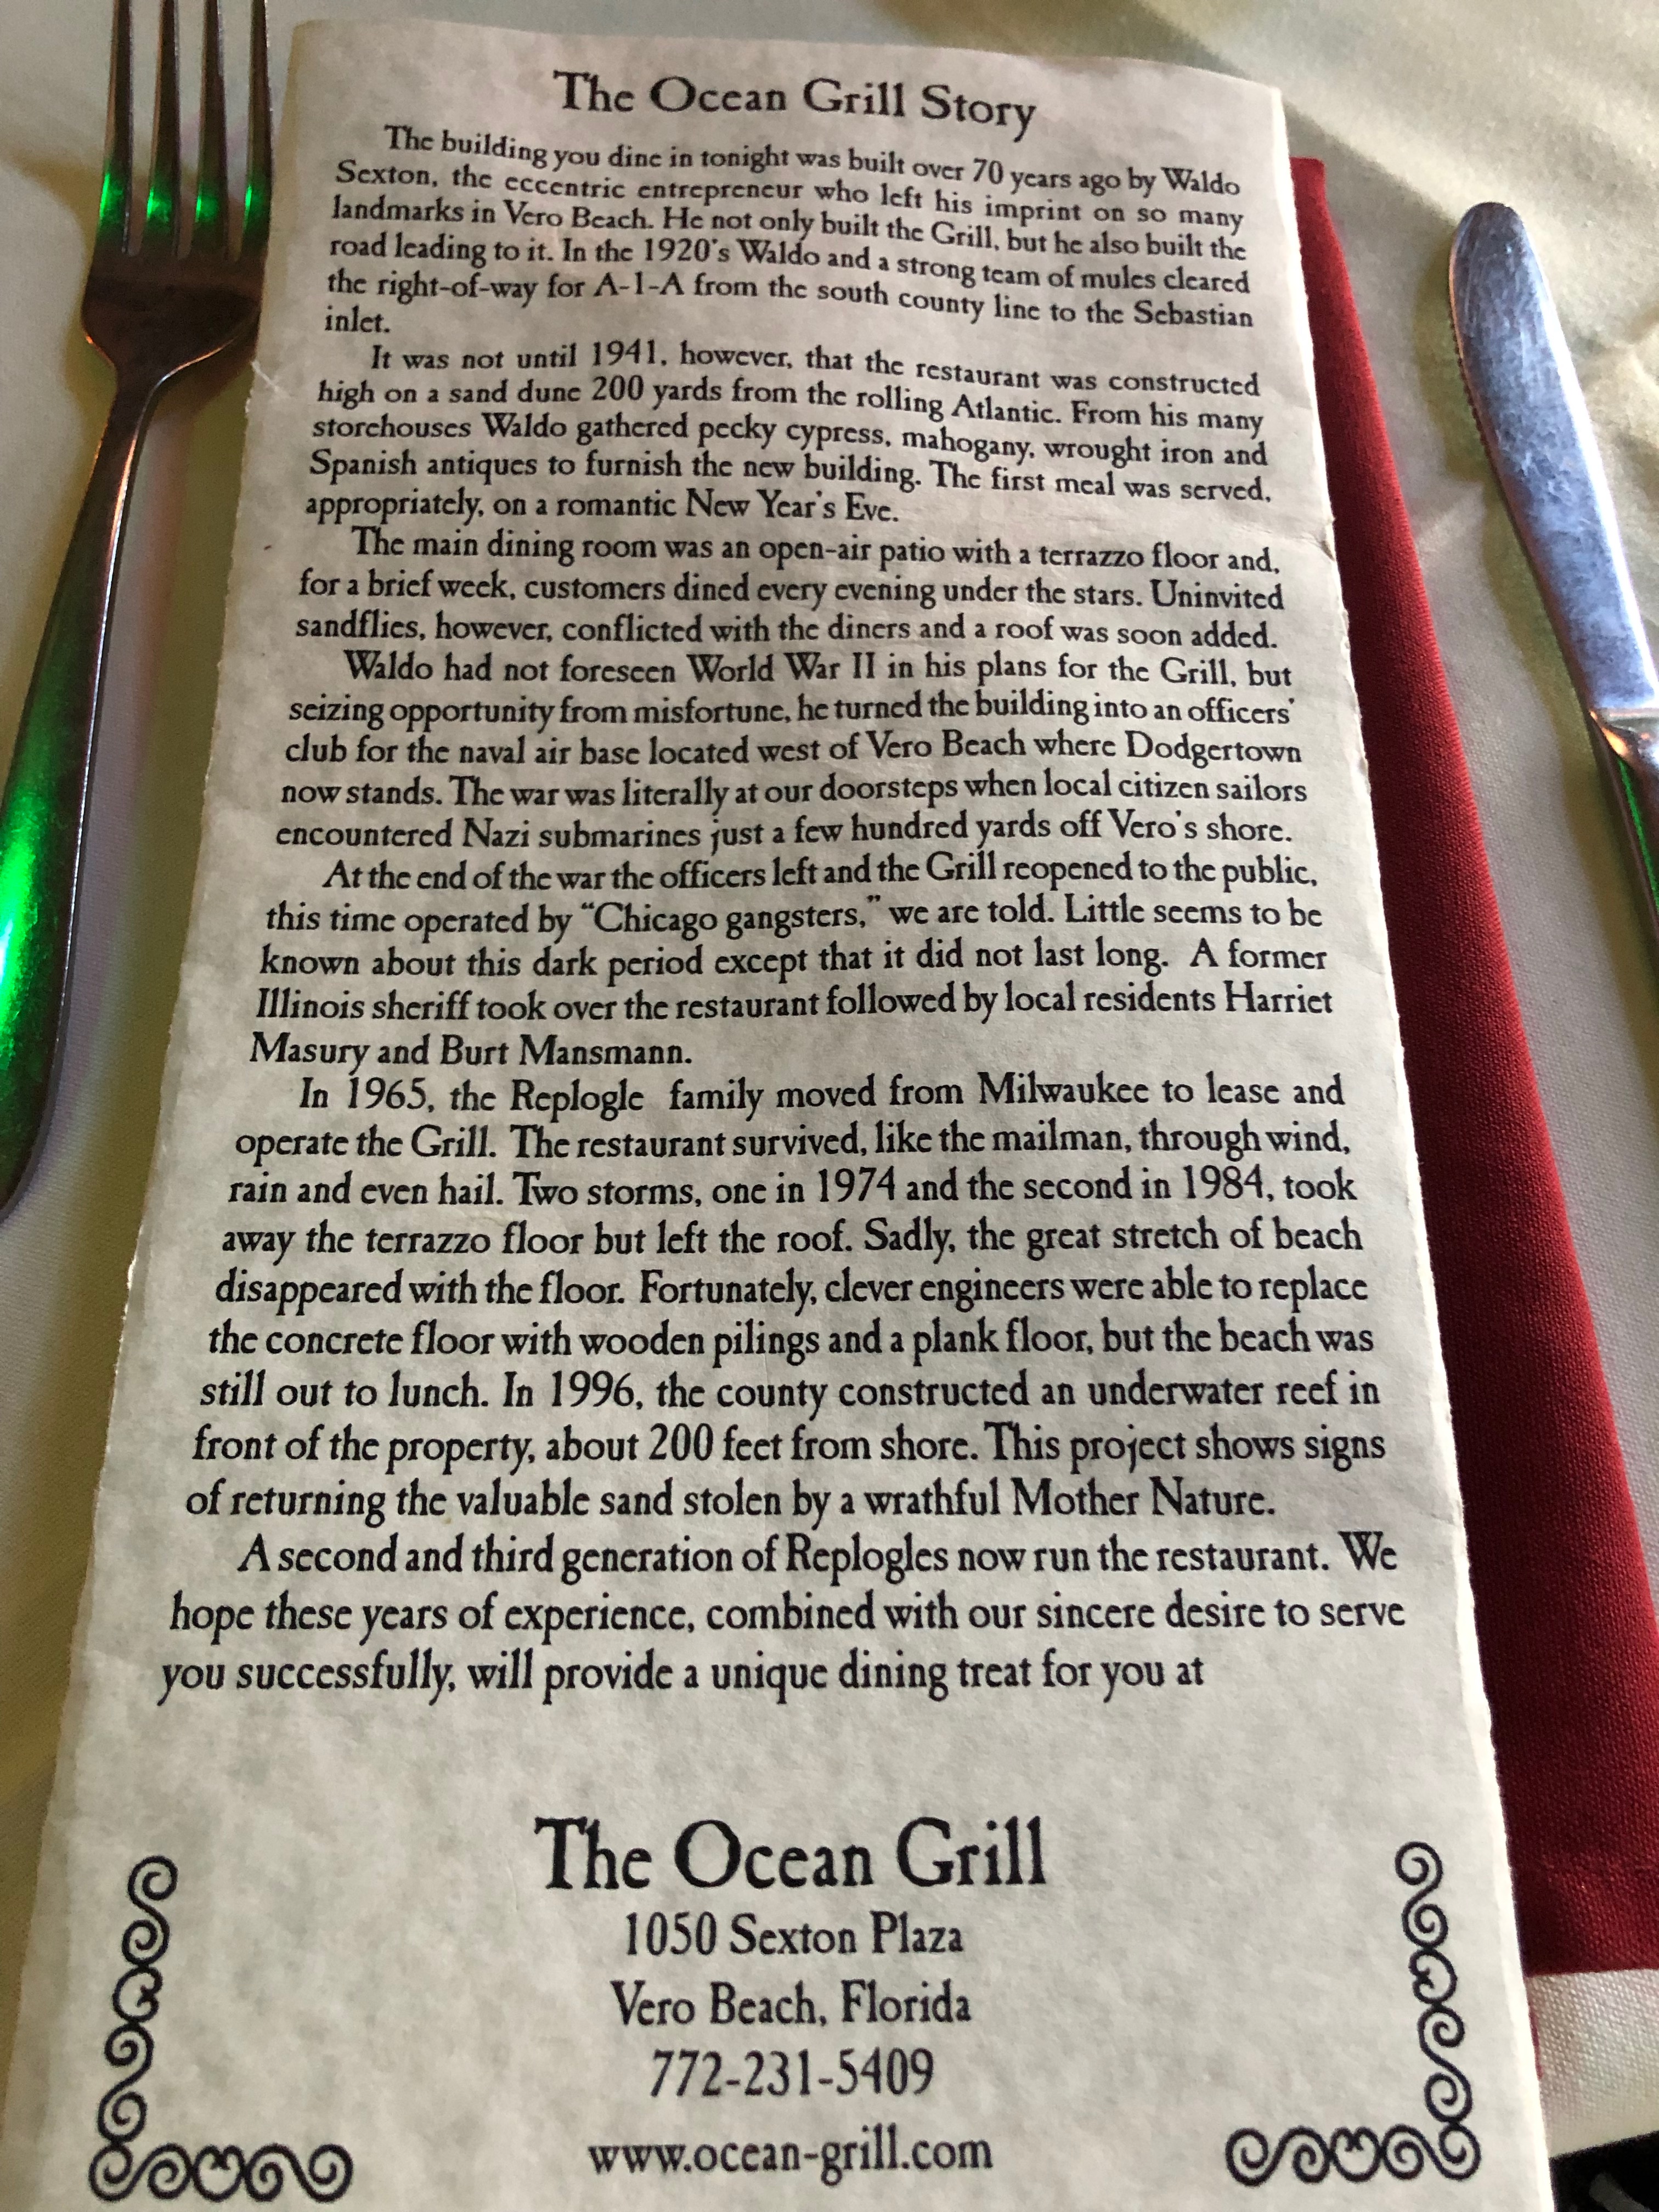 The Ocean Grill Story
The building you dine in tonight was built over 70 years ago by Waldo
Sexton, the eccentric entrepreneur who left his imprint on so many
landmarks in Vero Beach. He not only built the Grill, but he also built the
road leading to it. In the 1920's Waldo and a strong team of mules cleared
the right-of-way for A-1-A from the south county line to the Sebastian
inlet.
It was not until 1941, however, that the restaurant was constructed
high on a sand dune 200 yards from the rolling Atlantic. From his many
storehouses Waldo gathered pecky cypress, mahogany, wrought iron and
Spanish antiques to furnish the new building. The first meal was served,
appropriately, on a romantic New Year's Eve.
The main dining room was an open-air patio with a terrazzo floor and,
for a brief week, customers dined every evening under the stars. Uninvited
sandflies, however, conflicted with the diners and a roof was soon added.
Waldo had not foreseen World War II in his plans for the Grill, but
seizing opportunity from misfortune, he turned the building into an officers'
club for the naval air base located west of Vero Beach where Dodgertown
now stands. The war was literally at our doorsteps when local citizen sailors
encountered Nazi submarines just a few hundred yards off Vero's shore.
At the end of the war the officers left and the Grill reopened to the public,
this time operated by "Chicago gangsters," we are told. Little seems to be
known about this dark period except that it did not last long. A former
Illinois sheriff took over the restaurant followed by local residents Harriet
Masury and Burt Mansmann.
In 1965, the Replogle family moved from Milwaukee to lease and
operate the Grill. The restaurant survived, like the mailman, through wind,
rain and even hail. Two storms, one in 1974 and the second in 1984, took
away the terrazzo floor but left the roof. Sadly, the great stretch of beach
disappeared with the floor. Fortunately, clever engineers were able to replace
the concrete floor with wooden pilings and a plank floor, but the beach was
still out to lunch. In 1996, the county constructed an underwater reef in
front of the property, about 200 feet from shore. This project shows signs
of returning the valuable sand stolen by a wrathful Mother Nature.
A second and third generation of Replogles now run the restaurant. We
hope these years of experience, combined with our sincere desire to serve
you successfully, will provide a unique dining treat for you at
The Ocean Grill
1050 Sexton Plaza
Vero Beach, Florida
772-231-5409
www.ocean-grill.com